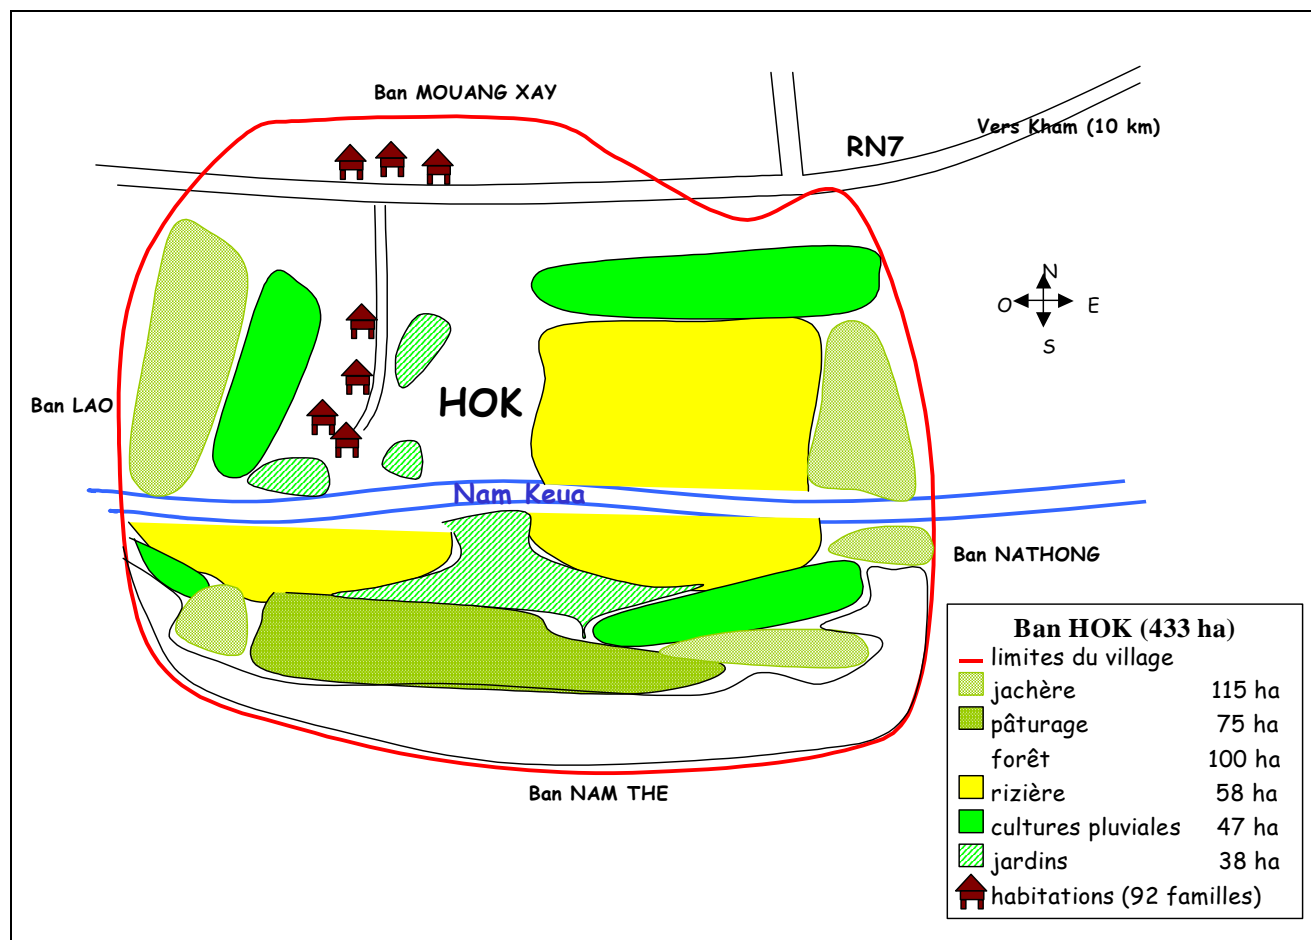 Ban MOUANG XAY
Vers Kham (10 km)
RN7
N
O
E
S
Ban LAO
HOK
Nam Keua
Ban NATHONG
Ban NAM THE
Ban HOK (433 ha)
limites du village
jachère 115 ha
pâturage 75 ha
forêt 100 ha
rizière 58 ha
cultures pluviales 47 ha
jardins 38 ha
habitations (92 familles)